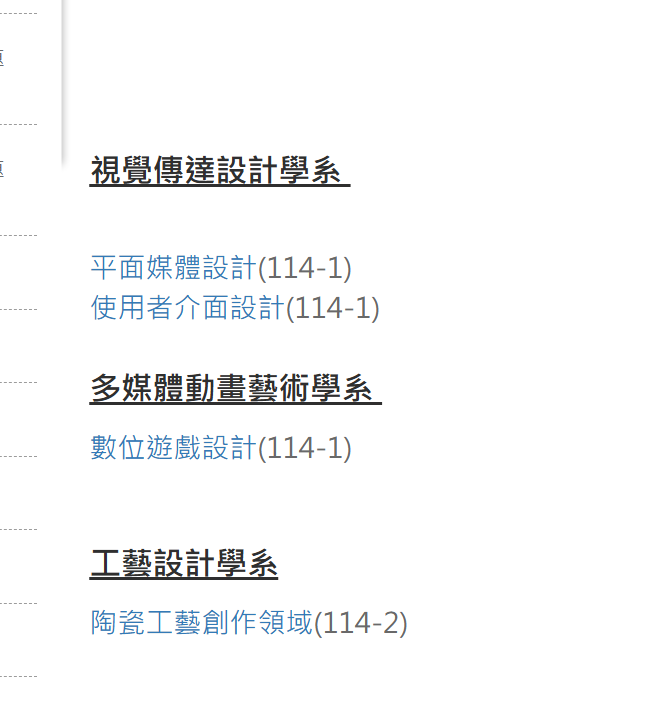 視覺傳達設計學系
平面媒體設計(114-1)
使用者介面設計(114-1)
多媒體動畫藝術學系
數位遊戲設計(114-1)
工藝設計學系
陶瓷工藝創作領域(114-2)